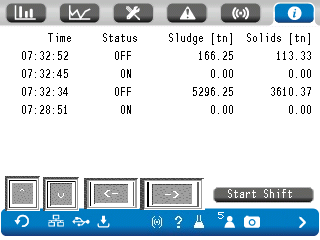 Time Status Sludge [tn] Solids [tn]
07:32:52 OFF 166.25 113.33
07:32:45 ON 0.00 0.00
07:32:34 OFF 5296.25 3610.37
07:28:51 ON 0.00 0.00
^ v <- -> Start Shift
? 5 >